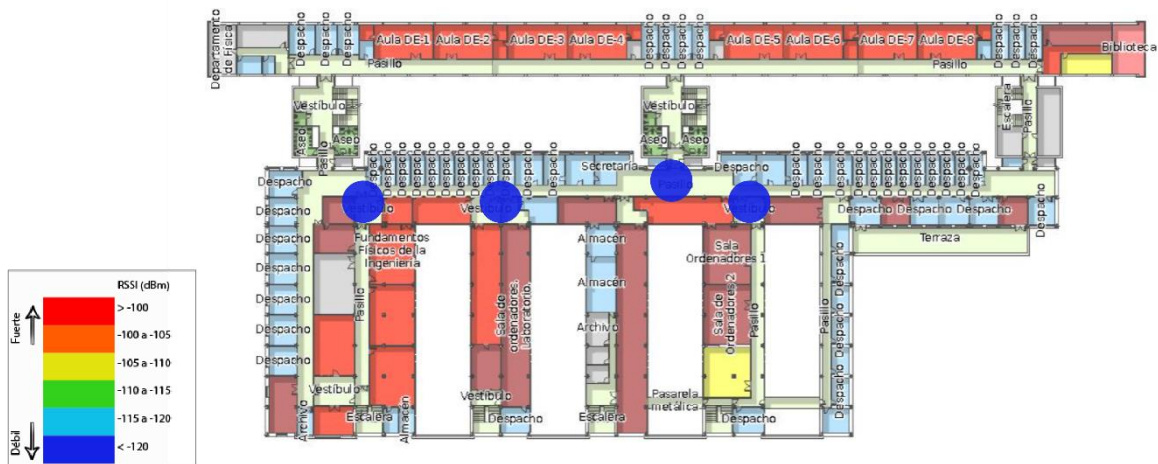 Departamento
de Física
Despacho
Despacho
Despacho
Aula DE-1
Aula DE-2
Aula DE-3
Aula DE-4
Despacho
Despacho
Despacho
Despacho
Aula DE-5
Aula DE-6
Aula DE-7
Aula DE-8
Despacho
Despacho
Despacho
Biblioteca
Pasillo
Pasillo
Vestíbulo
Aseo
Aseo
Pasillo
Vestíbulo
Aseo
Aseo
Escalera
Pasillo
Despacho
Despacho
Despacho
Despacho
Despacho
Despacho
Despacho
Despacho
Despacho
Despacho
Secretaría
Pasillo
Despacho
Despacho
Despacho
Despacho
Despacho
Despacho
Despacho
Despacho
Despacho
Despacho
Despacho
Despacho
Vestíbulo
Vestíbulo
Vestíbulo
Despacho
Despacho
Despacho
Despacho
Terraza
Despacho
Despacho
Despacho
Despacho
Despacho
Fundamentos
Físicos de la
Ingeniería
Pasillo
Sala de
ordenadores.
Laboratorio.
Almacén
Almacén
Archivo
Sala
Ordenadores 1
Sala de
Ordenadores 2
Pasillo
Pasillo
Despacho
Despacho
Despacho
Despacho
Vestíbulo
Vestíbulo
Pasarela
metálica
Archivo
Escalera
Almacén
Despacho
Escalera
Despacho
RSSI (dBm)
Fuerte
Débil
> -100
-100 a -105
-105 a -110
-110 a -115
-115 a -120
< -120